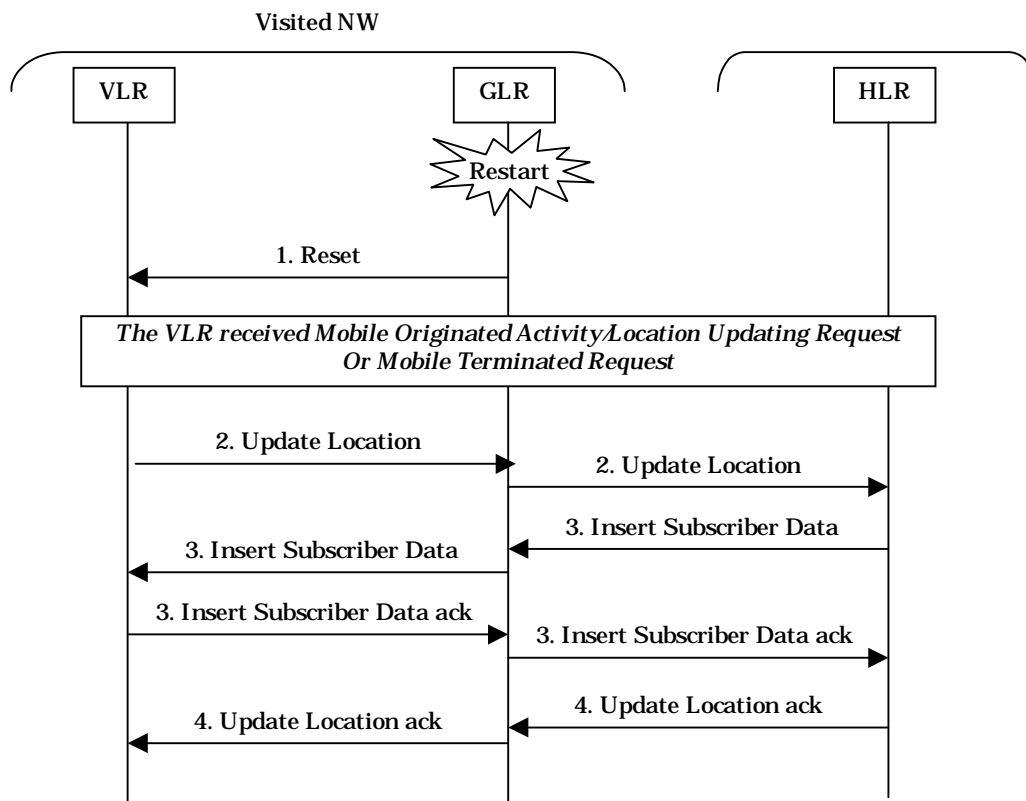 Visited NW
VLR
GLR
HLR
Restart
1. Reset
The VLR received Mobile Originated Activity/Location Updating Request
Or Mobile Terminated Request
2. Update Location
2. Update Location
3. Insert Subscriber Data
3. Insert Subscriber Data
3. Insert Subscriber Data ack
3. Insert Subscriber Data ack
4. Update Location ack
4. Update Location ack